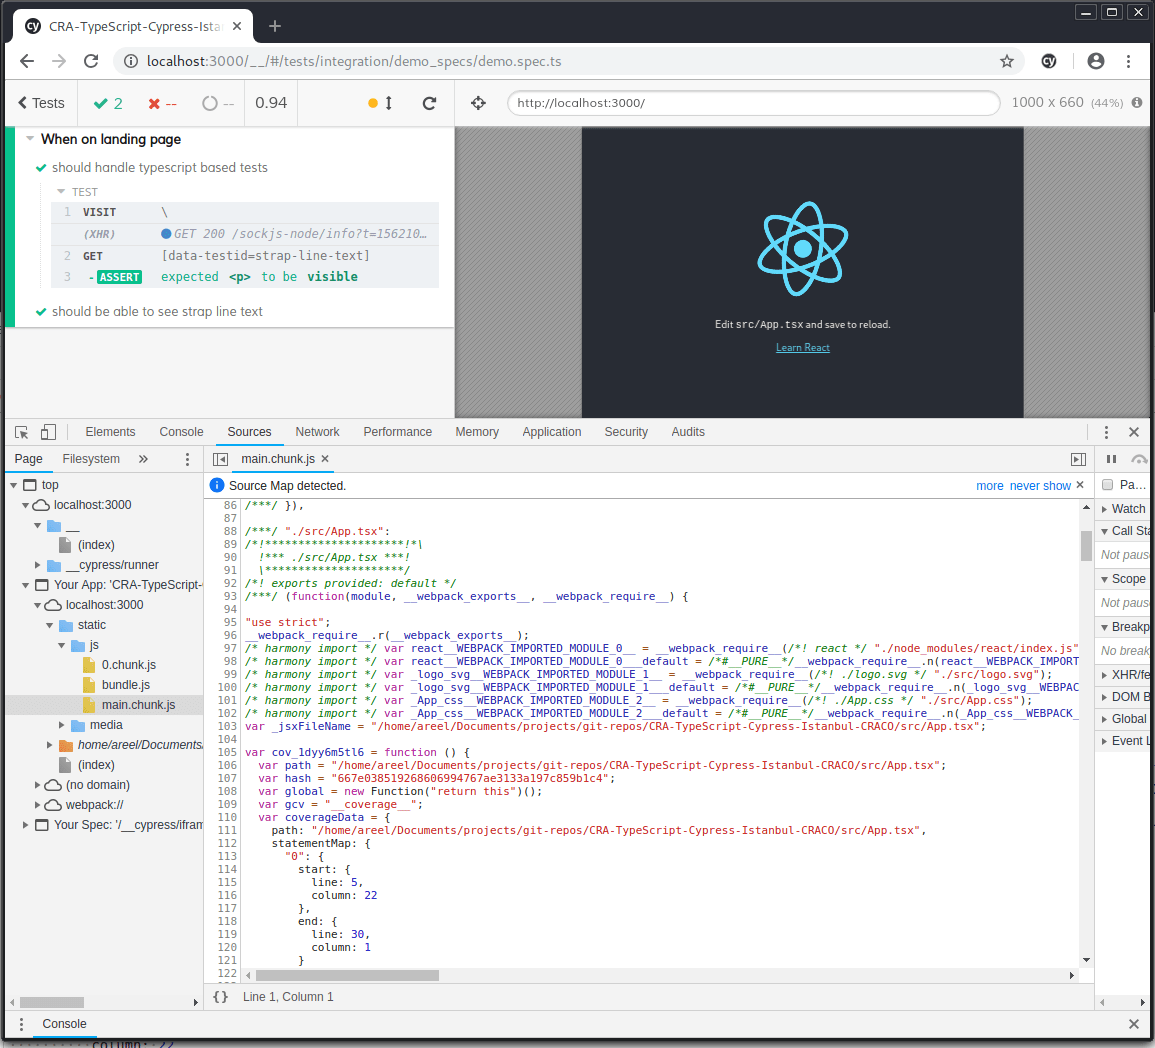 CRA-TypeScript-Cypress-Ista
localhost:3000/__/#/tests/integration/demo_specs/demo.spec.ts
Tests 2 -- -- 0.94 http://localhost:3000/ 1000 x 660 (44%)
When on landing page
should handle typescript based tests
TEST
1 VISIT \
(XHR) GET 200 /sockjs-node/info?t=156210…
2 GET [data-testid=strap-line-text]
3 -ASSERT expected <p> to be visible
should be able to see strap line text
Edit src/App.tsx and save to reload.
Learn React
Elements Console Sources Network Performance Memory Application Security Audits
Page Filesystem »
main.chunk.js ×
Source Map detected. more never show
top
localhost:3000
__
(index)
__cypress/runner
Your App: 'CRA-TypeScript-
localhost:3000
static
js
0.chunk.js
bundle.js
main.chunk.js
media
home/areel/Documents/
(index)
(no domain)
webpack://
Your Spec: '/__cypress/ifram
86 /***/ }),
87
88 /***/ "./src/App.tsx":
89 /*!*********************!*\
90   !*** ./src/App.tsx ***!
91   \*********************/
92 /*! exports provided: default */
93 /***/ (function(module, __webpack_exports__, __webpack_require__) {
94
95 "use strict";
96 __webpack_require__.r(__webpack_exports__);
97 /* harmony import */ var react__WEBPACK_IMPORTED_MODULE_0__ = __webpack_require__(/*! react */ "./node_modules/react/index.js"
98 /* harmony import */ var react__WEBPACK_IMPORTED_MODULE_0___default = /*#__PURE__*/__webpack_require__.n(react__WEBPACK_IMPORT
99 /* harmony import */ var _logo_svg__WEBPACK_IMPORTED_MODULE_1__ = __webpack_require__(/*! ./logo.svg */ "./src/logo.svg");
100 /* harmony import */ var _logo_svg__WEBPACK_IMPORTED_MODULE_1___default = /*#__PURE__*/__webpack_require__.n(_logo_svg__WEBPAC
101 /* harmony import */ var _App_css__WEBPACK_IMPORTED_MODULE_2__ = __webpack_require__(/*! ./App.css */ "./src/App.css");
102 /* harmony import */ var _App_css__WEBPACK_IMPORTED_MODULE_2___default = /*#__PURE__*/__webpack_require__.n(_App_css__WEBPACK_
103 var _jsxFileName = "/home/areel/Documents/projects/git-repos/CRA-TypeScript-Cypress-Istanbul-CRACO/src/App.tsx";
104
105 var cov_1dyy6m5tl6 = function () {
106   var path = "/home/areel/Documents/projects/git-repos/CRA-TypeScript-Cypress-Istanbul-CRACO/src/App.tsx";
107   var hash = "667e038519268606994767ae3133a197c859b1c4";
108   var global = new Function("return this")();
109   var gcv = "__coverage__";
110   var coverageData = {
111     path: "/home/areel/Documents/projects/git-repos/CRA-TypeScript-Cypress-Istanbul-CRACO/src/App.tsx",
112     statementMap: {
113       "0": {
114         start: {
115           line: 5,
116           column: 22
117         },
118         end: {
119           line: 30,
120           column: 1
121         }
122
Pa…
Watch
Call Sta
Not paus
Scope
Not paus
Breakp
No break
XHR/fe
DOM B
Global
Event L
{} Line 1, Column 1
Console
column: 22